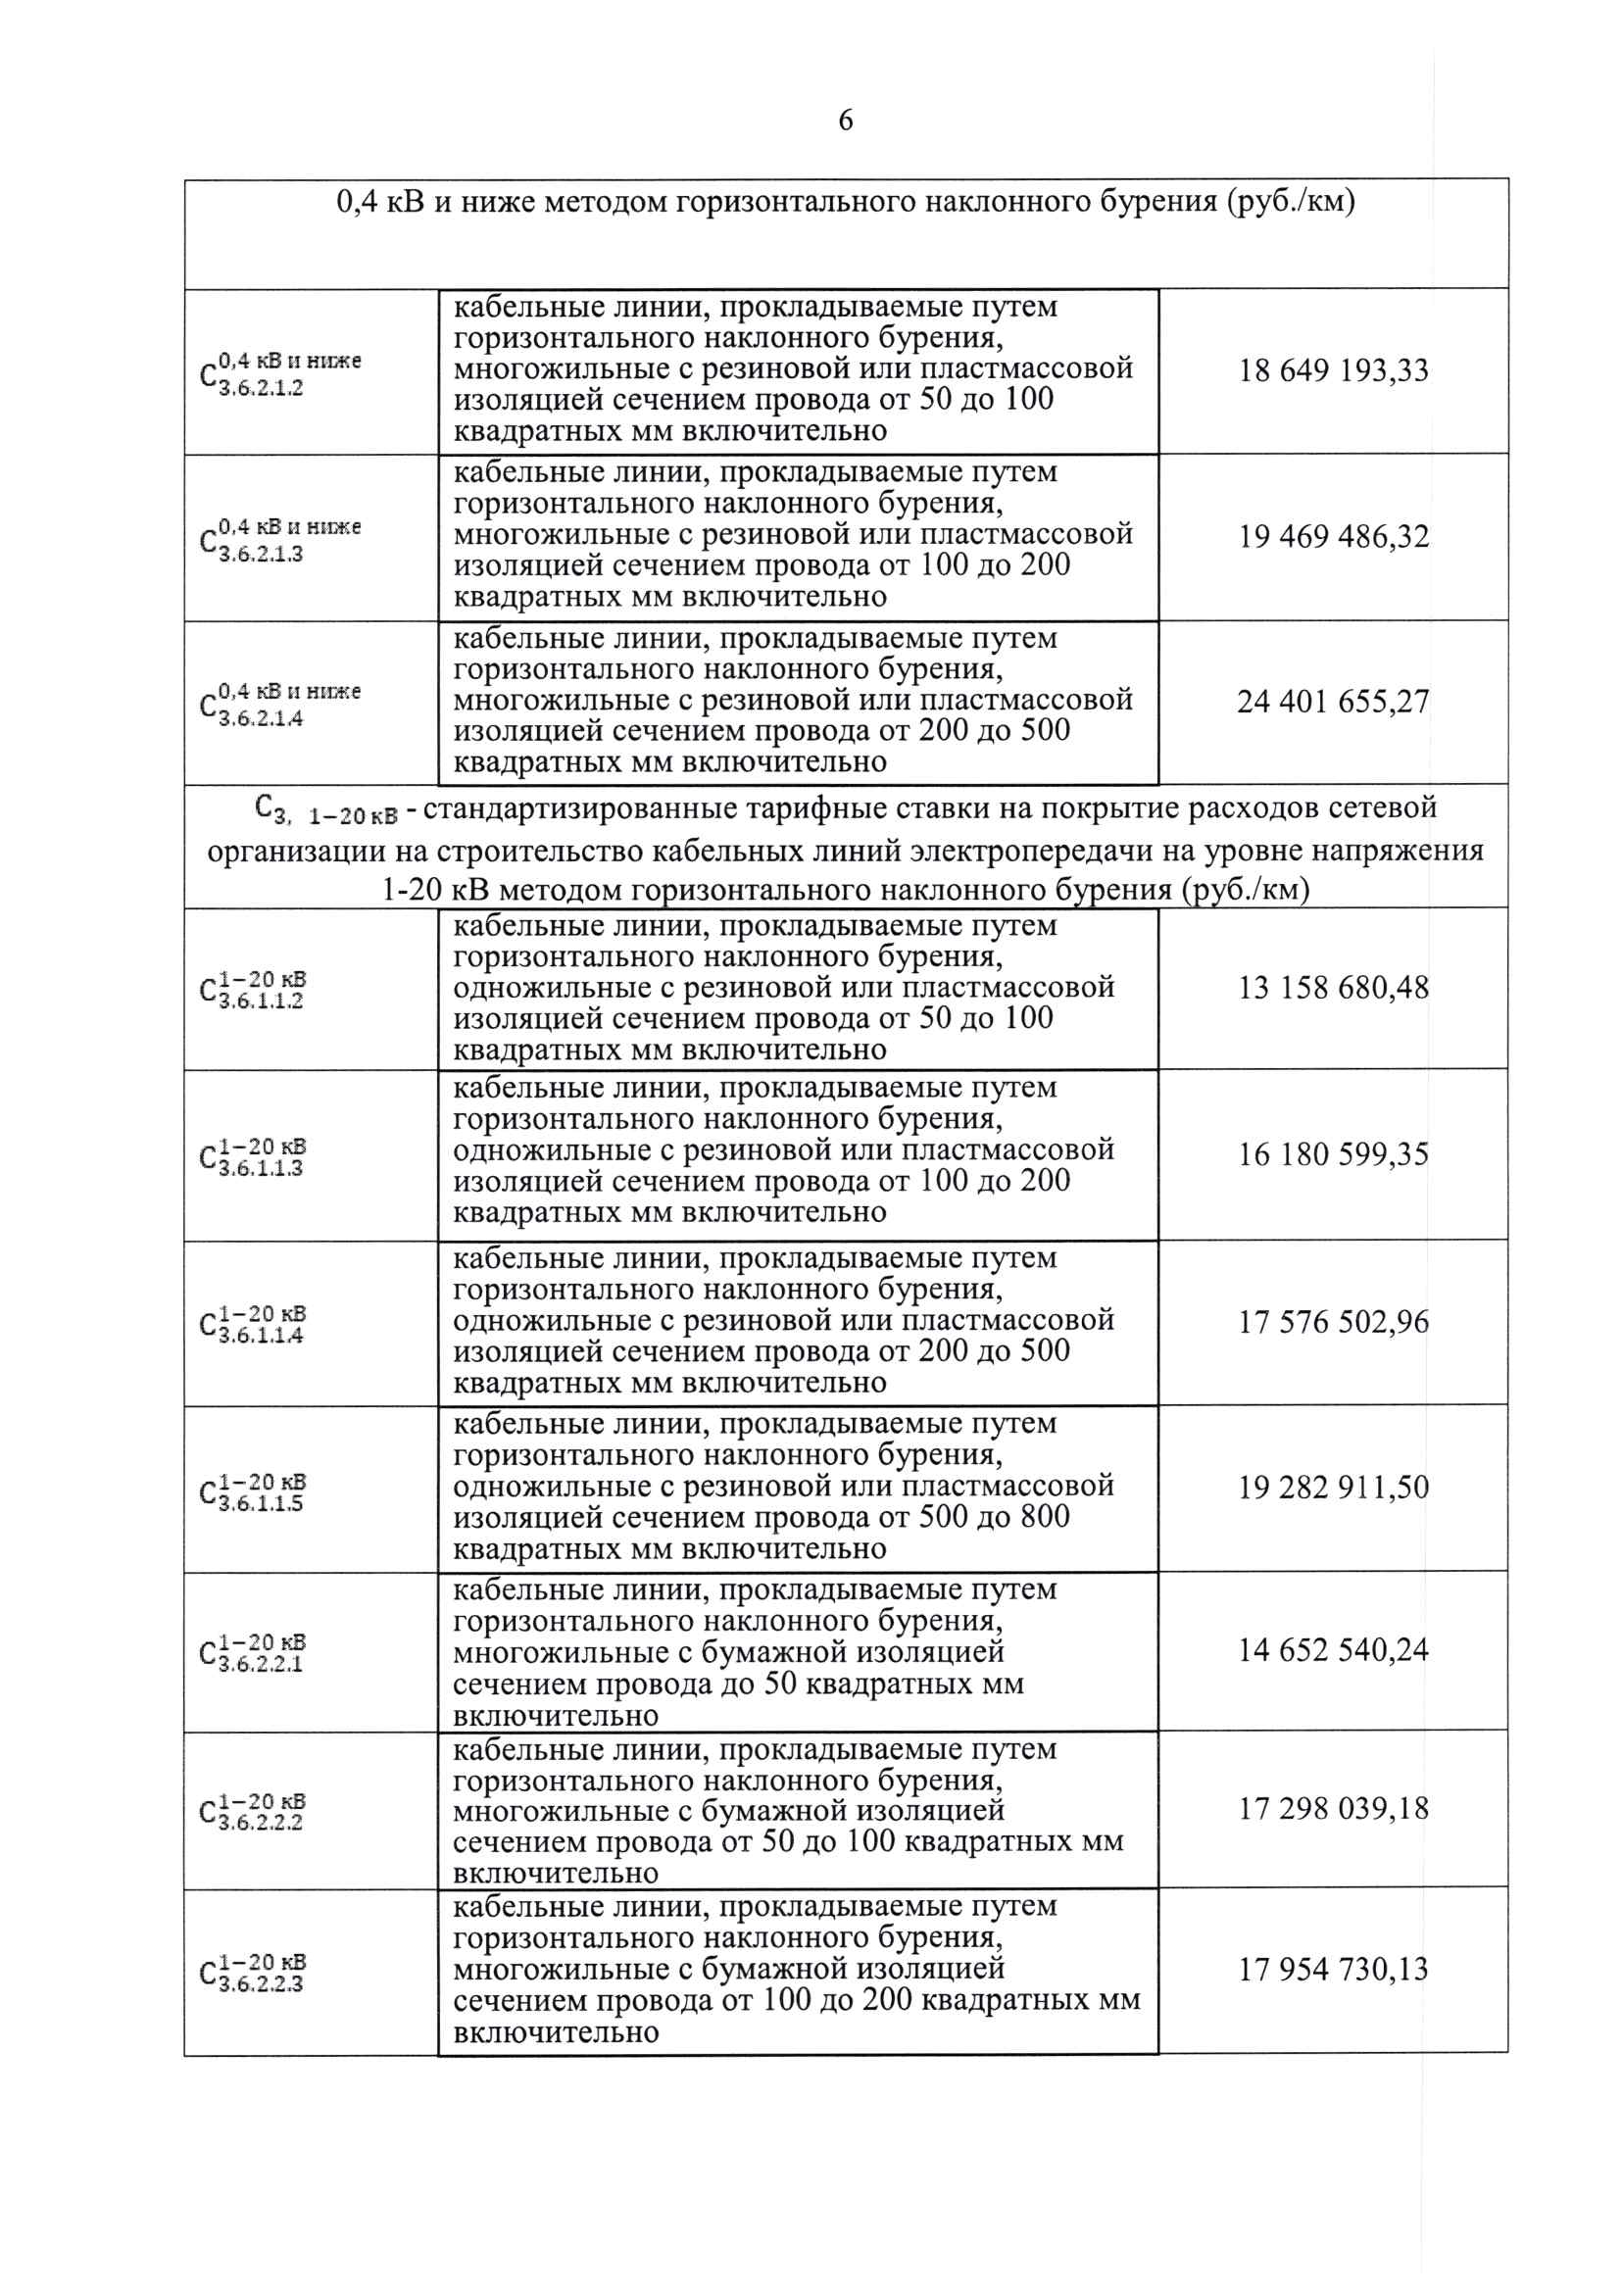 6
0,4 кВ и ниже методом горизонтального наклонного бурения (руб./км)
C 0,4 кВ и ниже 3.6.2.1.2
кабельные линии, прокладываемые путем
горизонтального наклонного бурения,
многожильные с резиновой или пластмассовой
изоляцией сечением провода от 50 до 100
квадратных мм включительно
18 649 193,33
C 0,4 кВ и ниже 3.6.2.1.3
кабельные линии, прокладываемые путем
горизонтального наклонного бурения,
многожильные с резиновой или пластмассовой
изоляцией сечением провода от 100 до 200
квадратных мм включительно
19 469 486,32
C 0,4 кВ и ниже 3.6.2.1.4
кабельные линии, прокладываемые путем
горизонтального наклонного бурения,
многожильные с резиновой или пластмассовой
изоляцией сечением провода от 200 до 500
квадратных мм включительно
24 401 655,27
C3, 1–20 кВ - стандартизированные тарифные ставки на покрытие расходов сетевой
организации на строительство кабельных линий электропередачи на уровне напряжения
1-20 кВ методом горизонтального наклонного бурения (руб./км)
C 1–20 кВ 3.6.1.1.2
кабельные линии, прокладываемые путем
горизонтального наклонного бурения,
одножильные с резиновой или пластмассовой
изоляцией сечением провода от 50 до 100
квадратных мм включительно
13 158 680,48
C 1–20 кВ 3.6.1.1.3
кабельные линии, прокладываемые путем
горизонтального наклонного бурения,
одножильные с резиновой или пластмассовой
изоляцией сечением провода от 100 до 200
квадратных мм включительно
16 180 599,35
C 1–20 кВ 3.6.1.1.4
кабельные линии, прокладываемые путем
горизонтального наклонного бурения,
одножильные с резиновой или пластмассовой
изоляцией сечением провода от 200 до 500
квадратных мм включительно
17 576 502,96
C 1–20 кВ 3.6.1.1.5
кабельные линии, прокладываемые путем
горизонтального наклонного бурения,
одножильные с резиновой или пластмассовой
изоляцией сечением провода от 500 до 800
квадратных мм включительно
19 282 911,50
C 1–20 кВ 3.6.2.2.1
кабельные линии, прокладываемые путем
горизонтального наклонного бурения,
многожильные с бумажной изоляцией
сечением провода до 50 квадратных мм
включительно
14 652 540,24
C 1–20 кВ 3.6.2.2.2
кабельные линии, прокладываемые путем
горизонтального наклонного бурения,
многожильные с бумажной изоляцией
сечением провода от 50 до 100 квадратных мм
включительно
17 298 039,18
C 1–20 кВ 3.6.2.2.3
кабельные линии, прокладываемые путем
горизонтального наклонного бурения,
многожильные с бумажной изоляцией
сечением провода от 100 до 200 квадратных мм
включительно
17 954 730,13